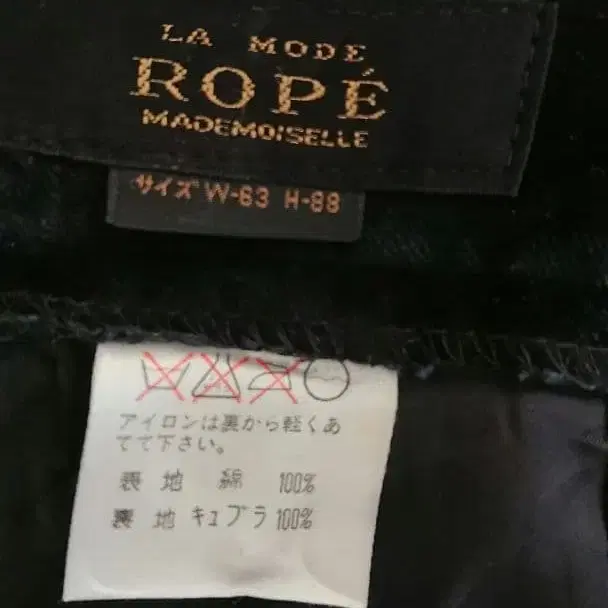 LA MODE
ROPÉ
MADEMOISELLE
サイズ W-63 H-88
アイロンは裏から軽くあ
てて下さい。
表 地 綿 100%
裏 地 キュプラ 100%